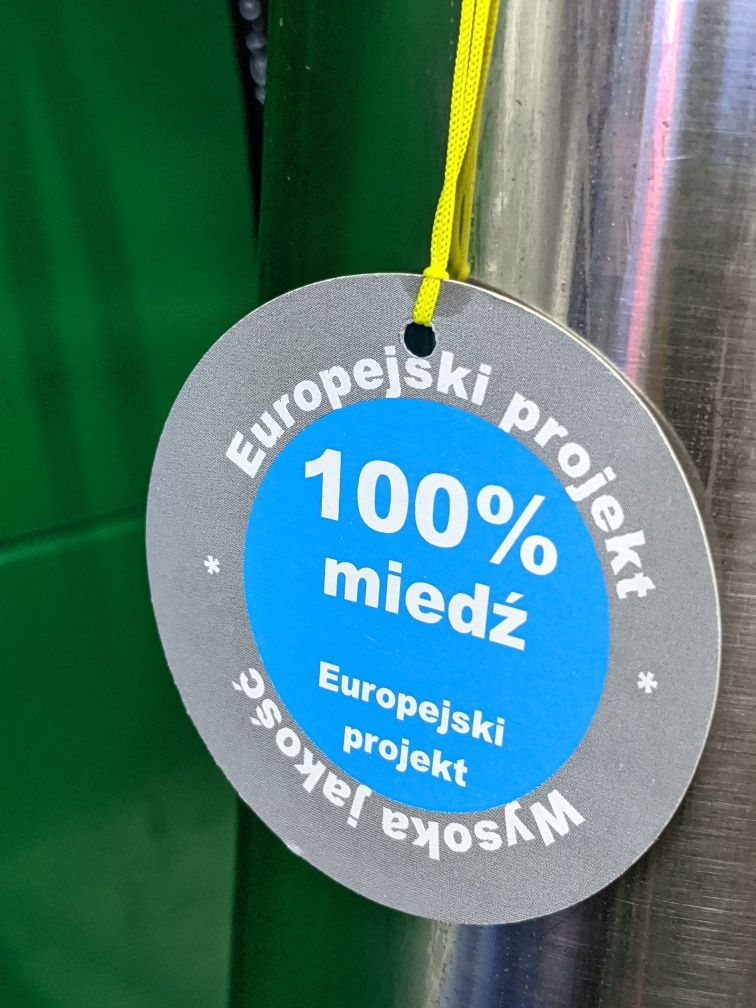 Europejski projekt
100%
miedź
Europejski
projekt
* Wysoka jakość *